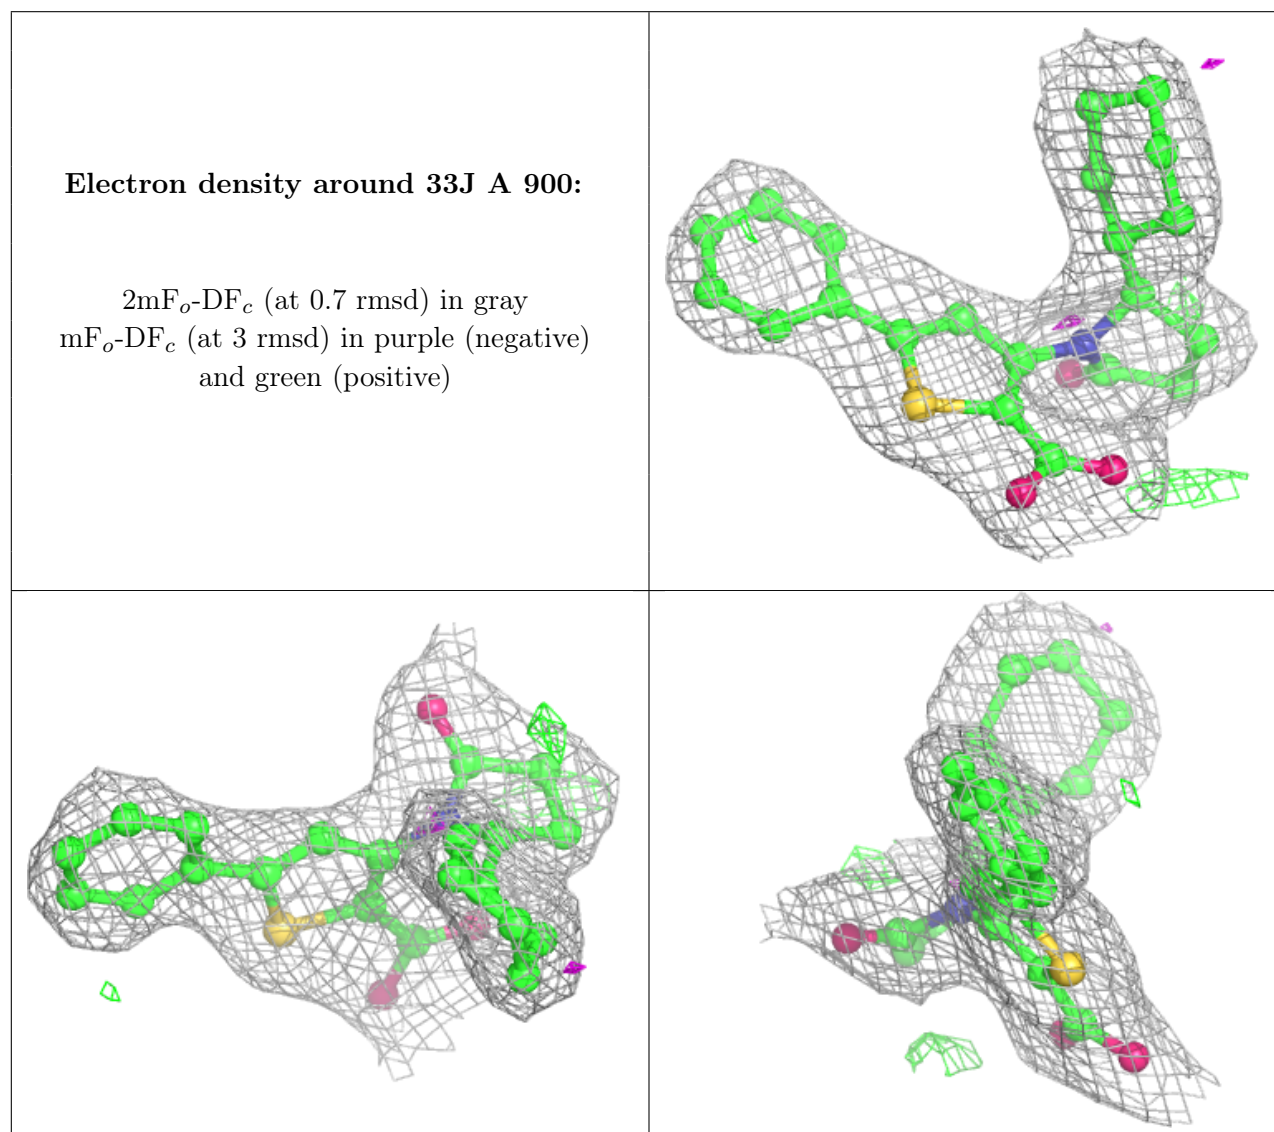 Electron density around 33J A 900:
2mFo-DFc (at 0.7 rmsd) in gray
mFo-DFc (at 3 rmsd) in purple (negative)
and green (positive)